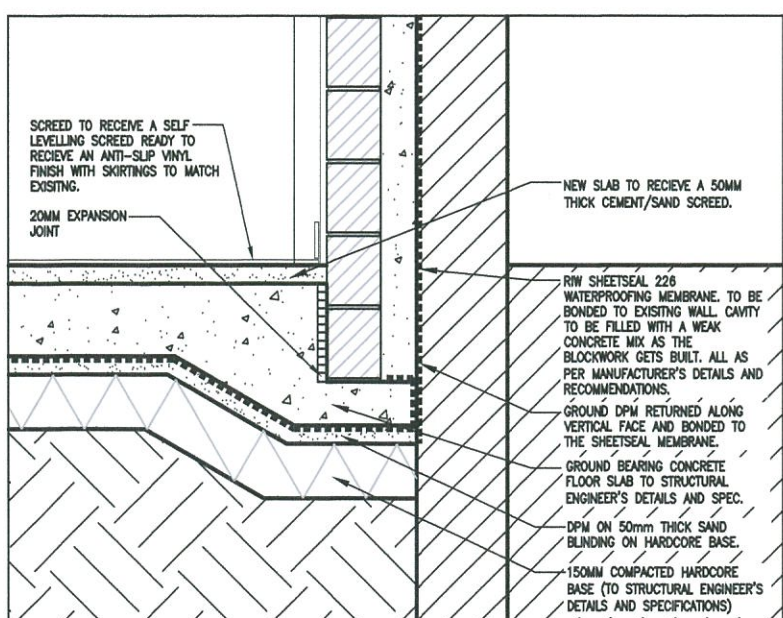 SCREED TO RECEIVE A SELF
LEVELLING SCREED READY TO
RECIEVE AN ANTI-SLIP VINYL
FINISH WITH SKIRTINGS TO MATCH
EXISITNG.
20MM EXPANSION
JOINT
NEW SLAB TO RECIEVE A 50MM
THICK CEMENT/SAND SCREED.
RIW SHEETSEAL 226
WATERPROOFING MEMBRANE. TO BE
BONDED TO EXISITNG WALL. CAVITY
TO BE FILLED WITH A WEAK
CONCRETE MIX AS THE
BLOCKWORK GETS BUILT. ALL AS
PER MANUFACTURER'S DETAILS AND
RECOMMENDATIONS.
GROUND DPM RETURNED ALONG
VERTICAL FACE AND BONDED TO
THE SHEETSEAL MEMBRANE.
GROUND BEARING CONCRETE
FLOOR SLAB TO STRUCTURAL
ENGINEER'S DETAILS AND SPEC.
DPM ON 50mm THICK SAND
BLINDING ON HARDCORE BASE.
150MM COMPACTED HARDCORE
BASE (TO STRUCTURAL ENGINEER'S
DETAILS AND SPECIFICATIONS)